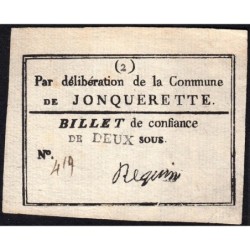 (2)
Par délibération de la Commune
DE JONQUERETTE.
BILLET de confiance
DE DEUX SOUS.
N°. 419